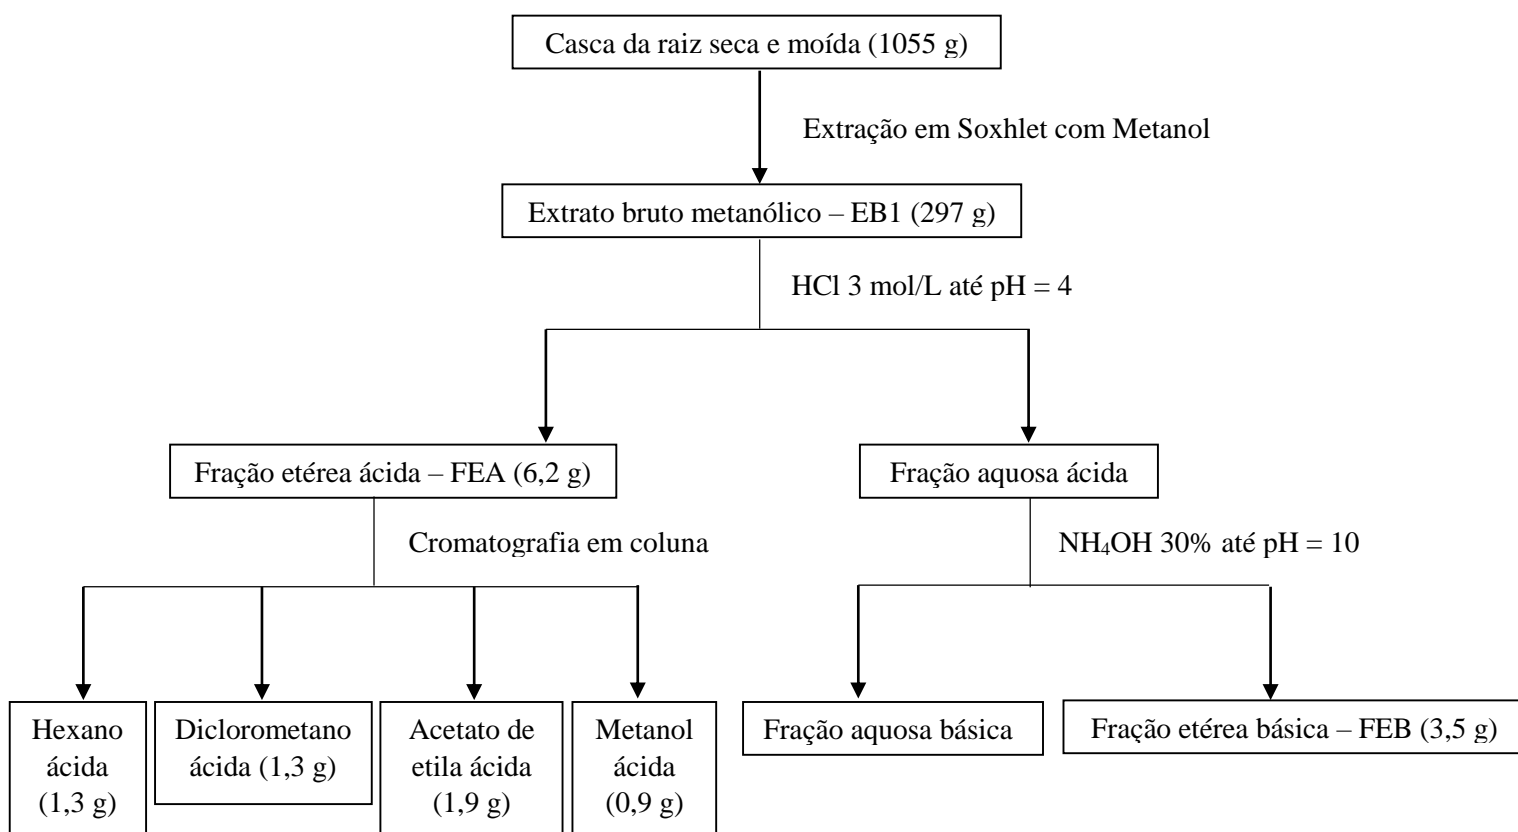 Casca da raiz seca e moída (1055 g)
Extração em Soxhlet com Metanol
Extrato bruto metanólico – EB1 (297 g)
HCl 3 mol/L até pH = 4
Fração etérea ácida – FEA (6,2 g)
Fração aquosa ácida
Cromatografia em coluna
NH₄OH 30% até pH = 10
Hexano
ácida
(1,3 g)
Diclorometano
ácida (1,3 g)
Acetato de
etila ácida
(1,9 g)
Metanol
ácida
(0,9 g)
Fração aquosa básica
Fração etérea básica – FEB (3,5 g)